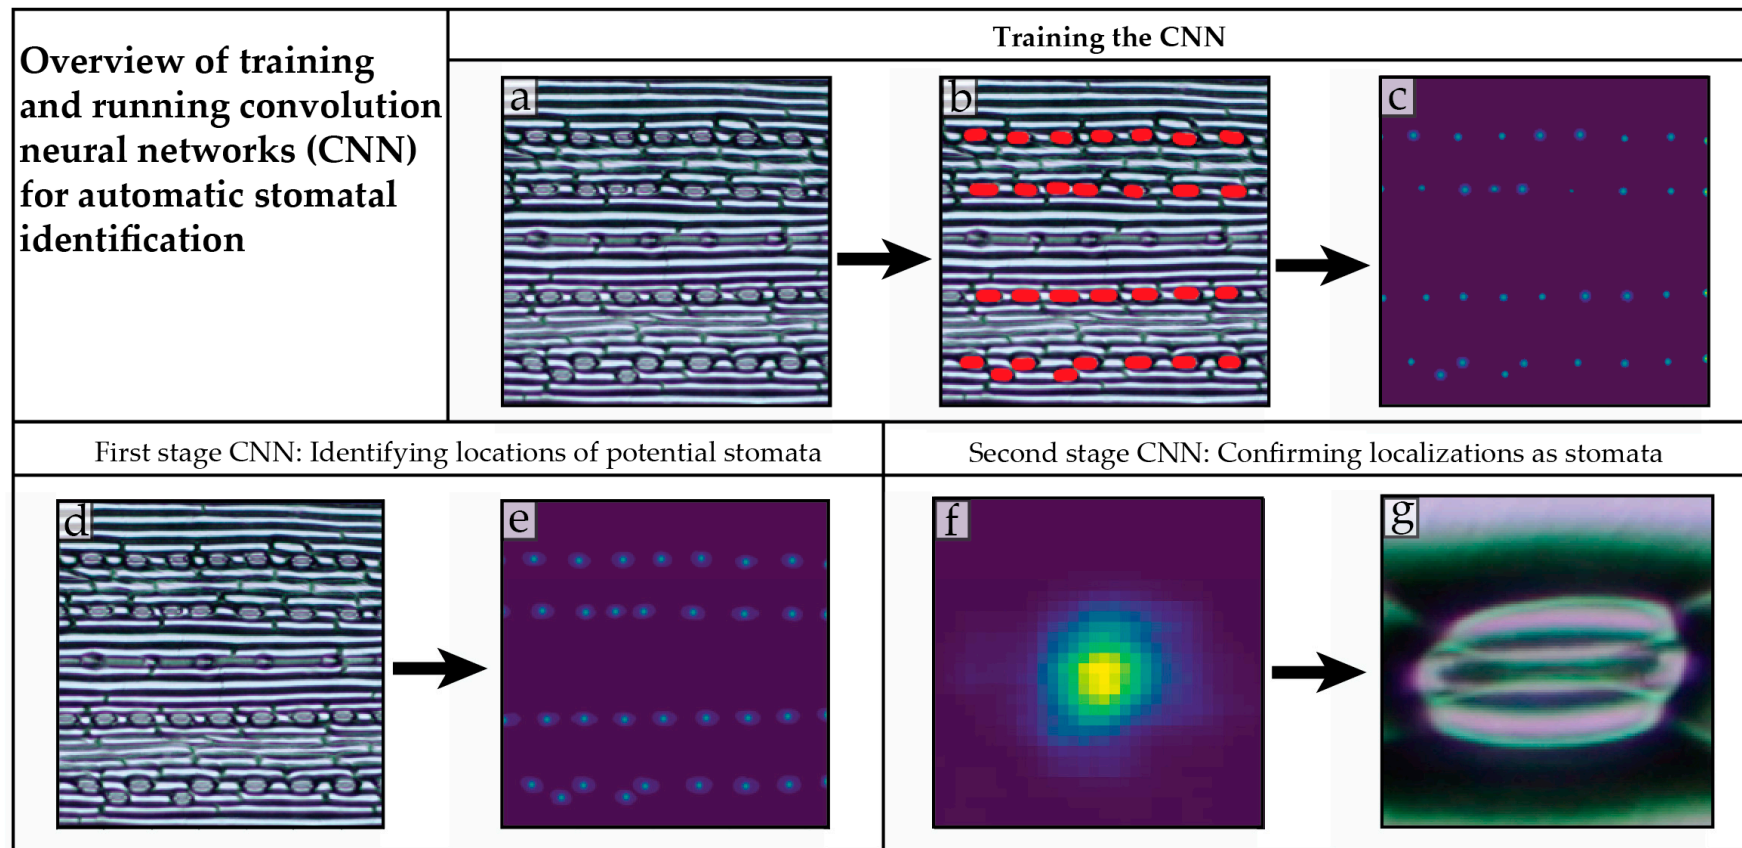 Overview of training
and running convolution
neural networks (CNN)
for automatic stomatal
identification
Training the CNN
a
b
c
First stage CNN: Identifying locations of potential stomata
Second stage CNN: Confirming localizations as stomata
d
e
f
g